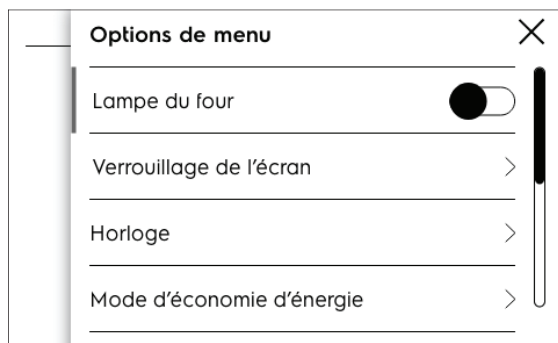 Options de menu
Lampe du four
Verrouillage de l'écran
Horloge
Mode d'économie d'énergie